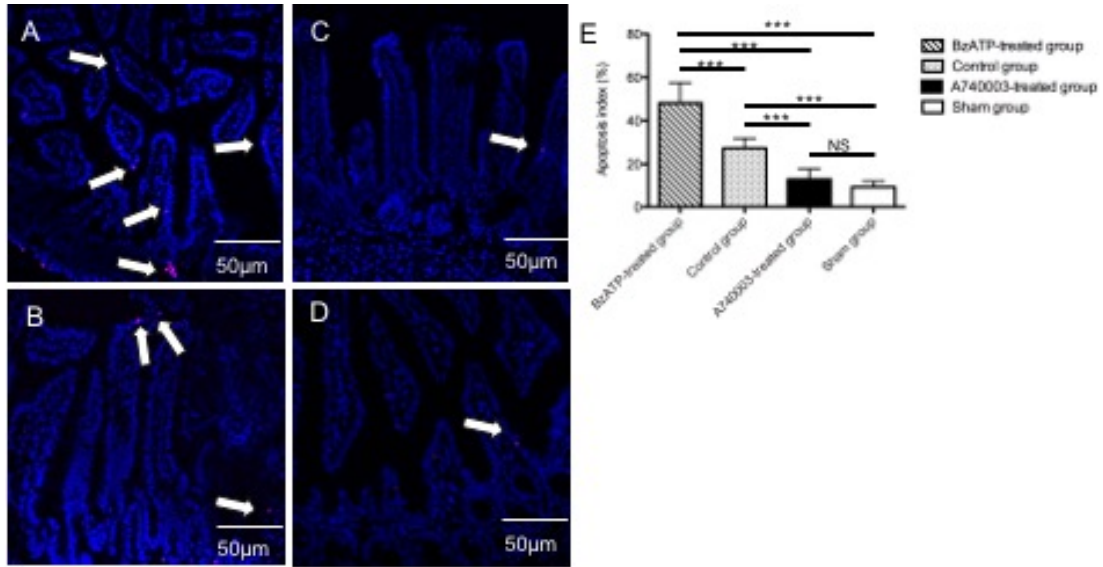 A
C
B
D
50µm
50µm
50µm
50µm
E
Apoptosis index (%)
80
60
40
20
0
***
***
***
***
***
NS
BzATP-treated group
Control group
A740003-treated group
Sham group
BzATP-treated group
Control group
A740003-treated group
Sham group